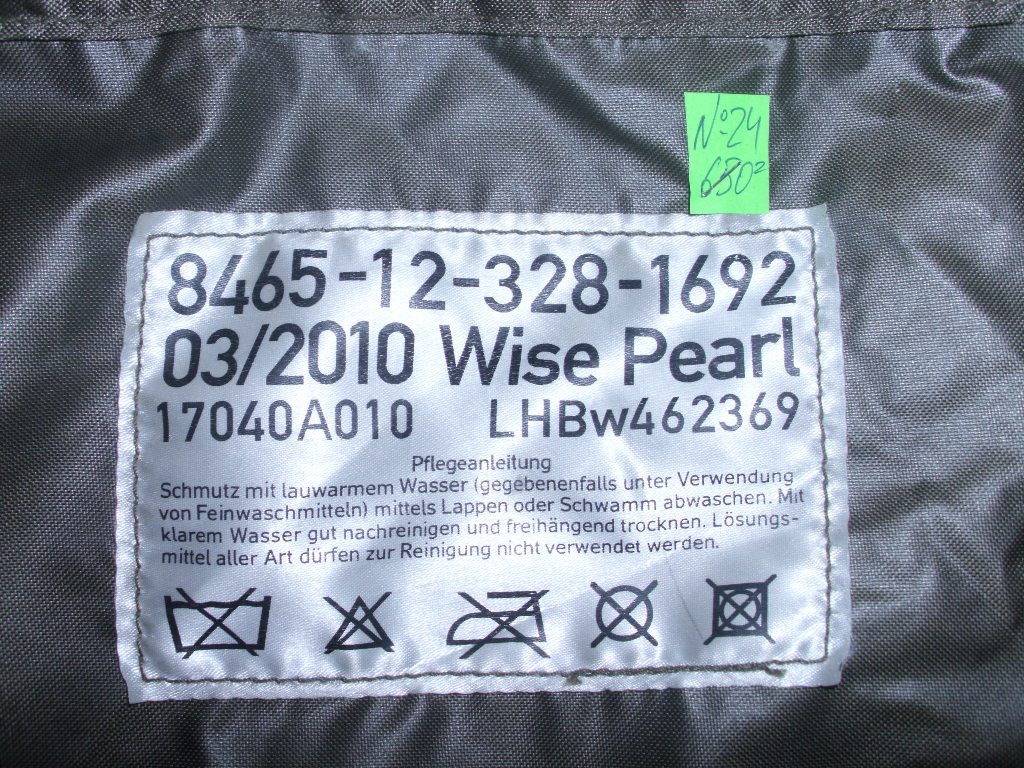 Nº24
650²
8465-12-328-1692
03/2010 Wise Pearl
17040A010 LHBw462369
Pflegeanleitung
Schmutz mit lauwarmem Wasser (gegebenenfalls unter Verwendung
von Feinwaschmitteln) mittels Lappen oder Schwamm abwaschen. Mit
klarem Wasser gut nachreinigen und freihängend trocknen. Lösungs-
mittel aller Art dürfen zur Reinigung nicht verwendet werden.